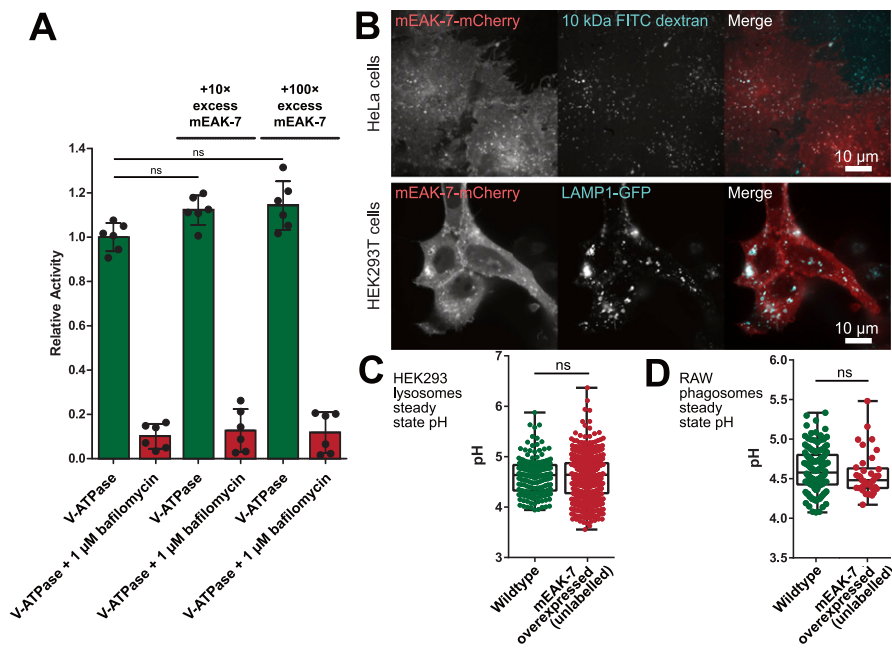 A
+10×
excess
mEAK-7
+100×
excess
mEAK-7
ns
ns
Relative Activity
1.4
1.2
1.0
0.8
0.6
0.4
0.2
0.0
V-ATPase
V-ATPase + 1 µM bafilomycin
V-ATPase
V-ATPase + 1 µM bafilomycin
V-ATPase
V-ATPase + 1 µM bafilomycin
B
mEAK-7-mCherry
10 kDa FITC dextran
Merge
HeLa cells
10 µm
mEAK-7-mCherry
LAMP1-GFP
Merge
HEK293T cells
10 µm
C
HEK293
lysosomes
steady
state pH
ns
pH
7
6
5
4
3
Wildtype
mEAK-7
overexpressed
(unlabelled)
D
RAW
phagosomes
steady
state pH
ns
pH
6.0
5.5
5.0
4.5
4.0
3.5
Wildtype
mEAK-7
overexpressed
(unlabelled)